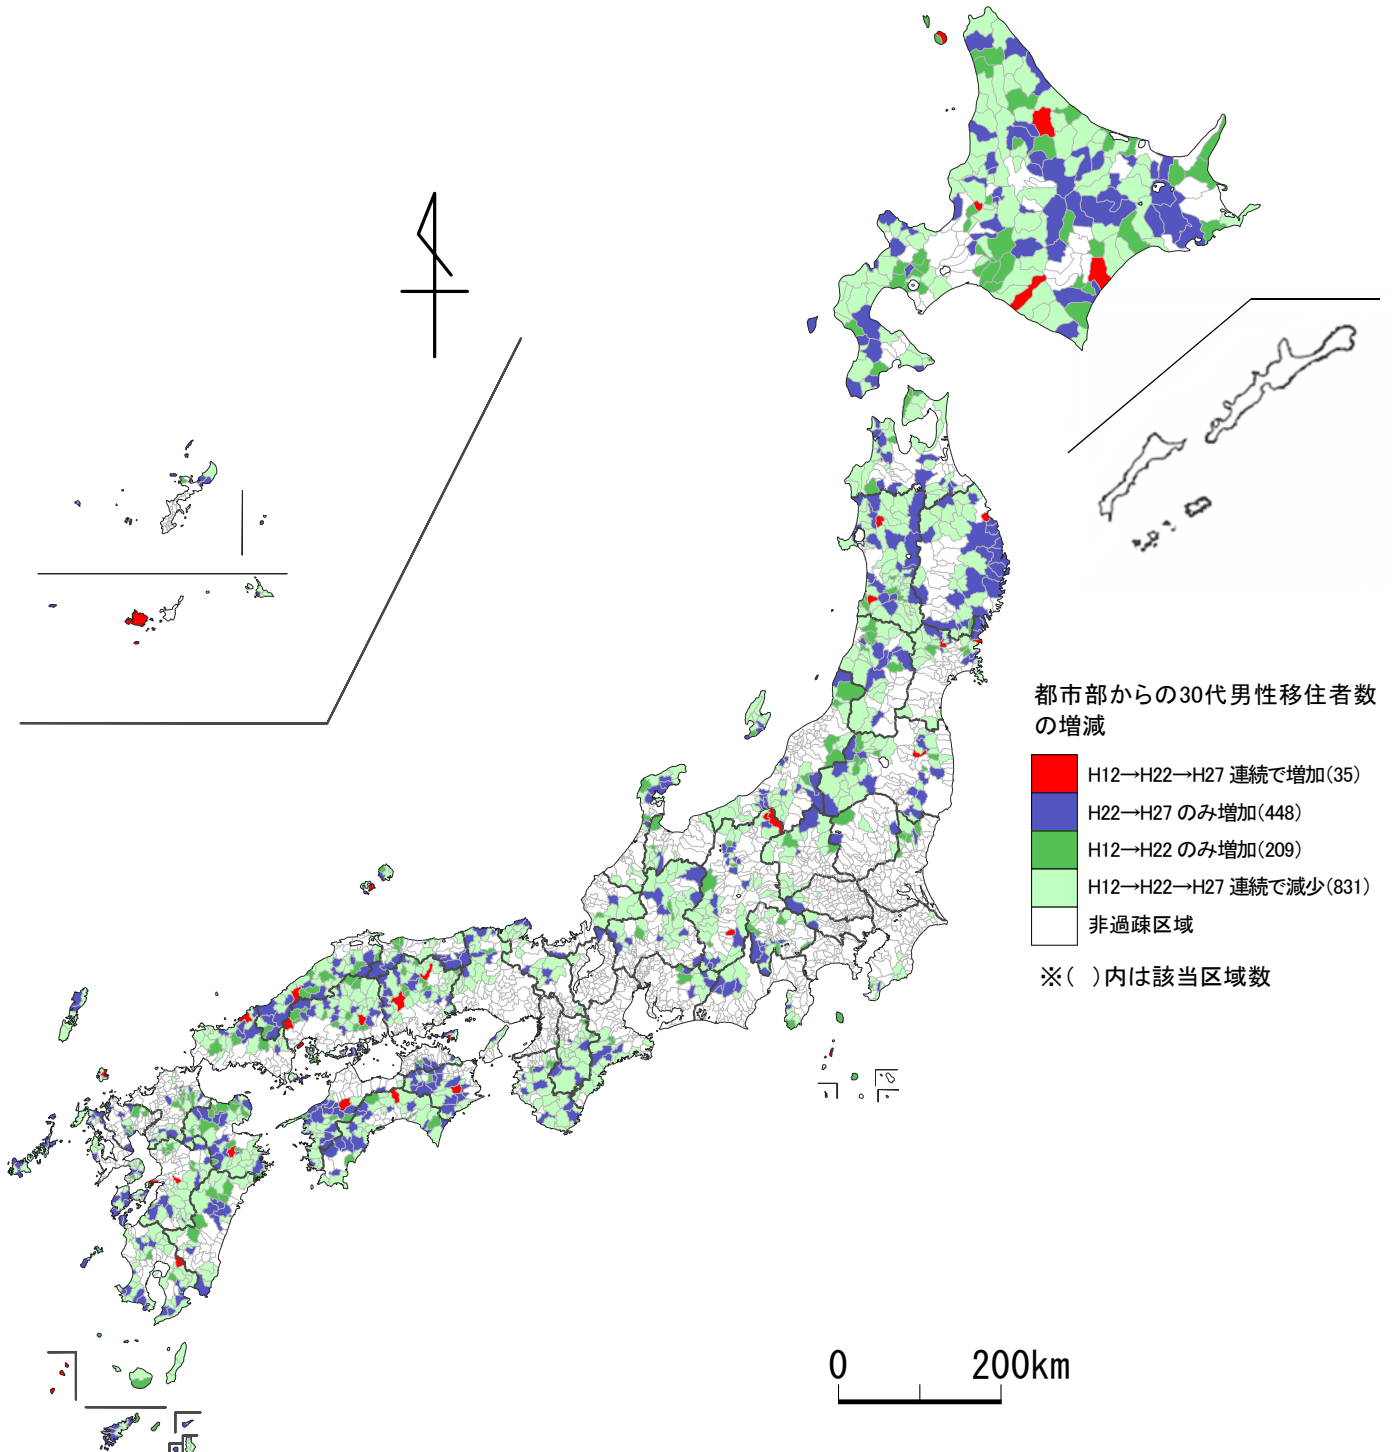 都市部からの30代男性移住者数
の増減
H12→H22→H27 連続で増加(35)
H22→H27 のみ増加(448)
H12→H22 のみ増加(209)
H12→H22→H27 連続で減少(831)
非過疎区域
※( )内は該当区域数
0 200km